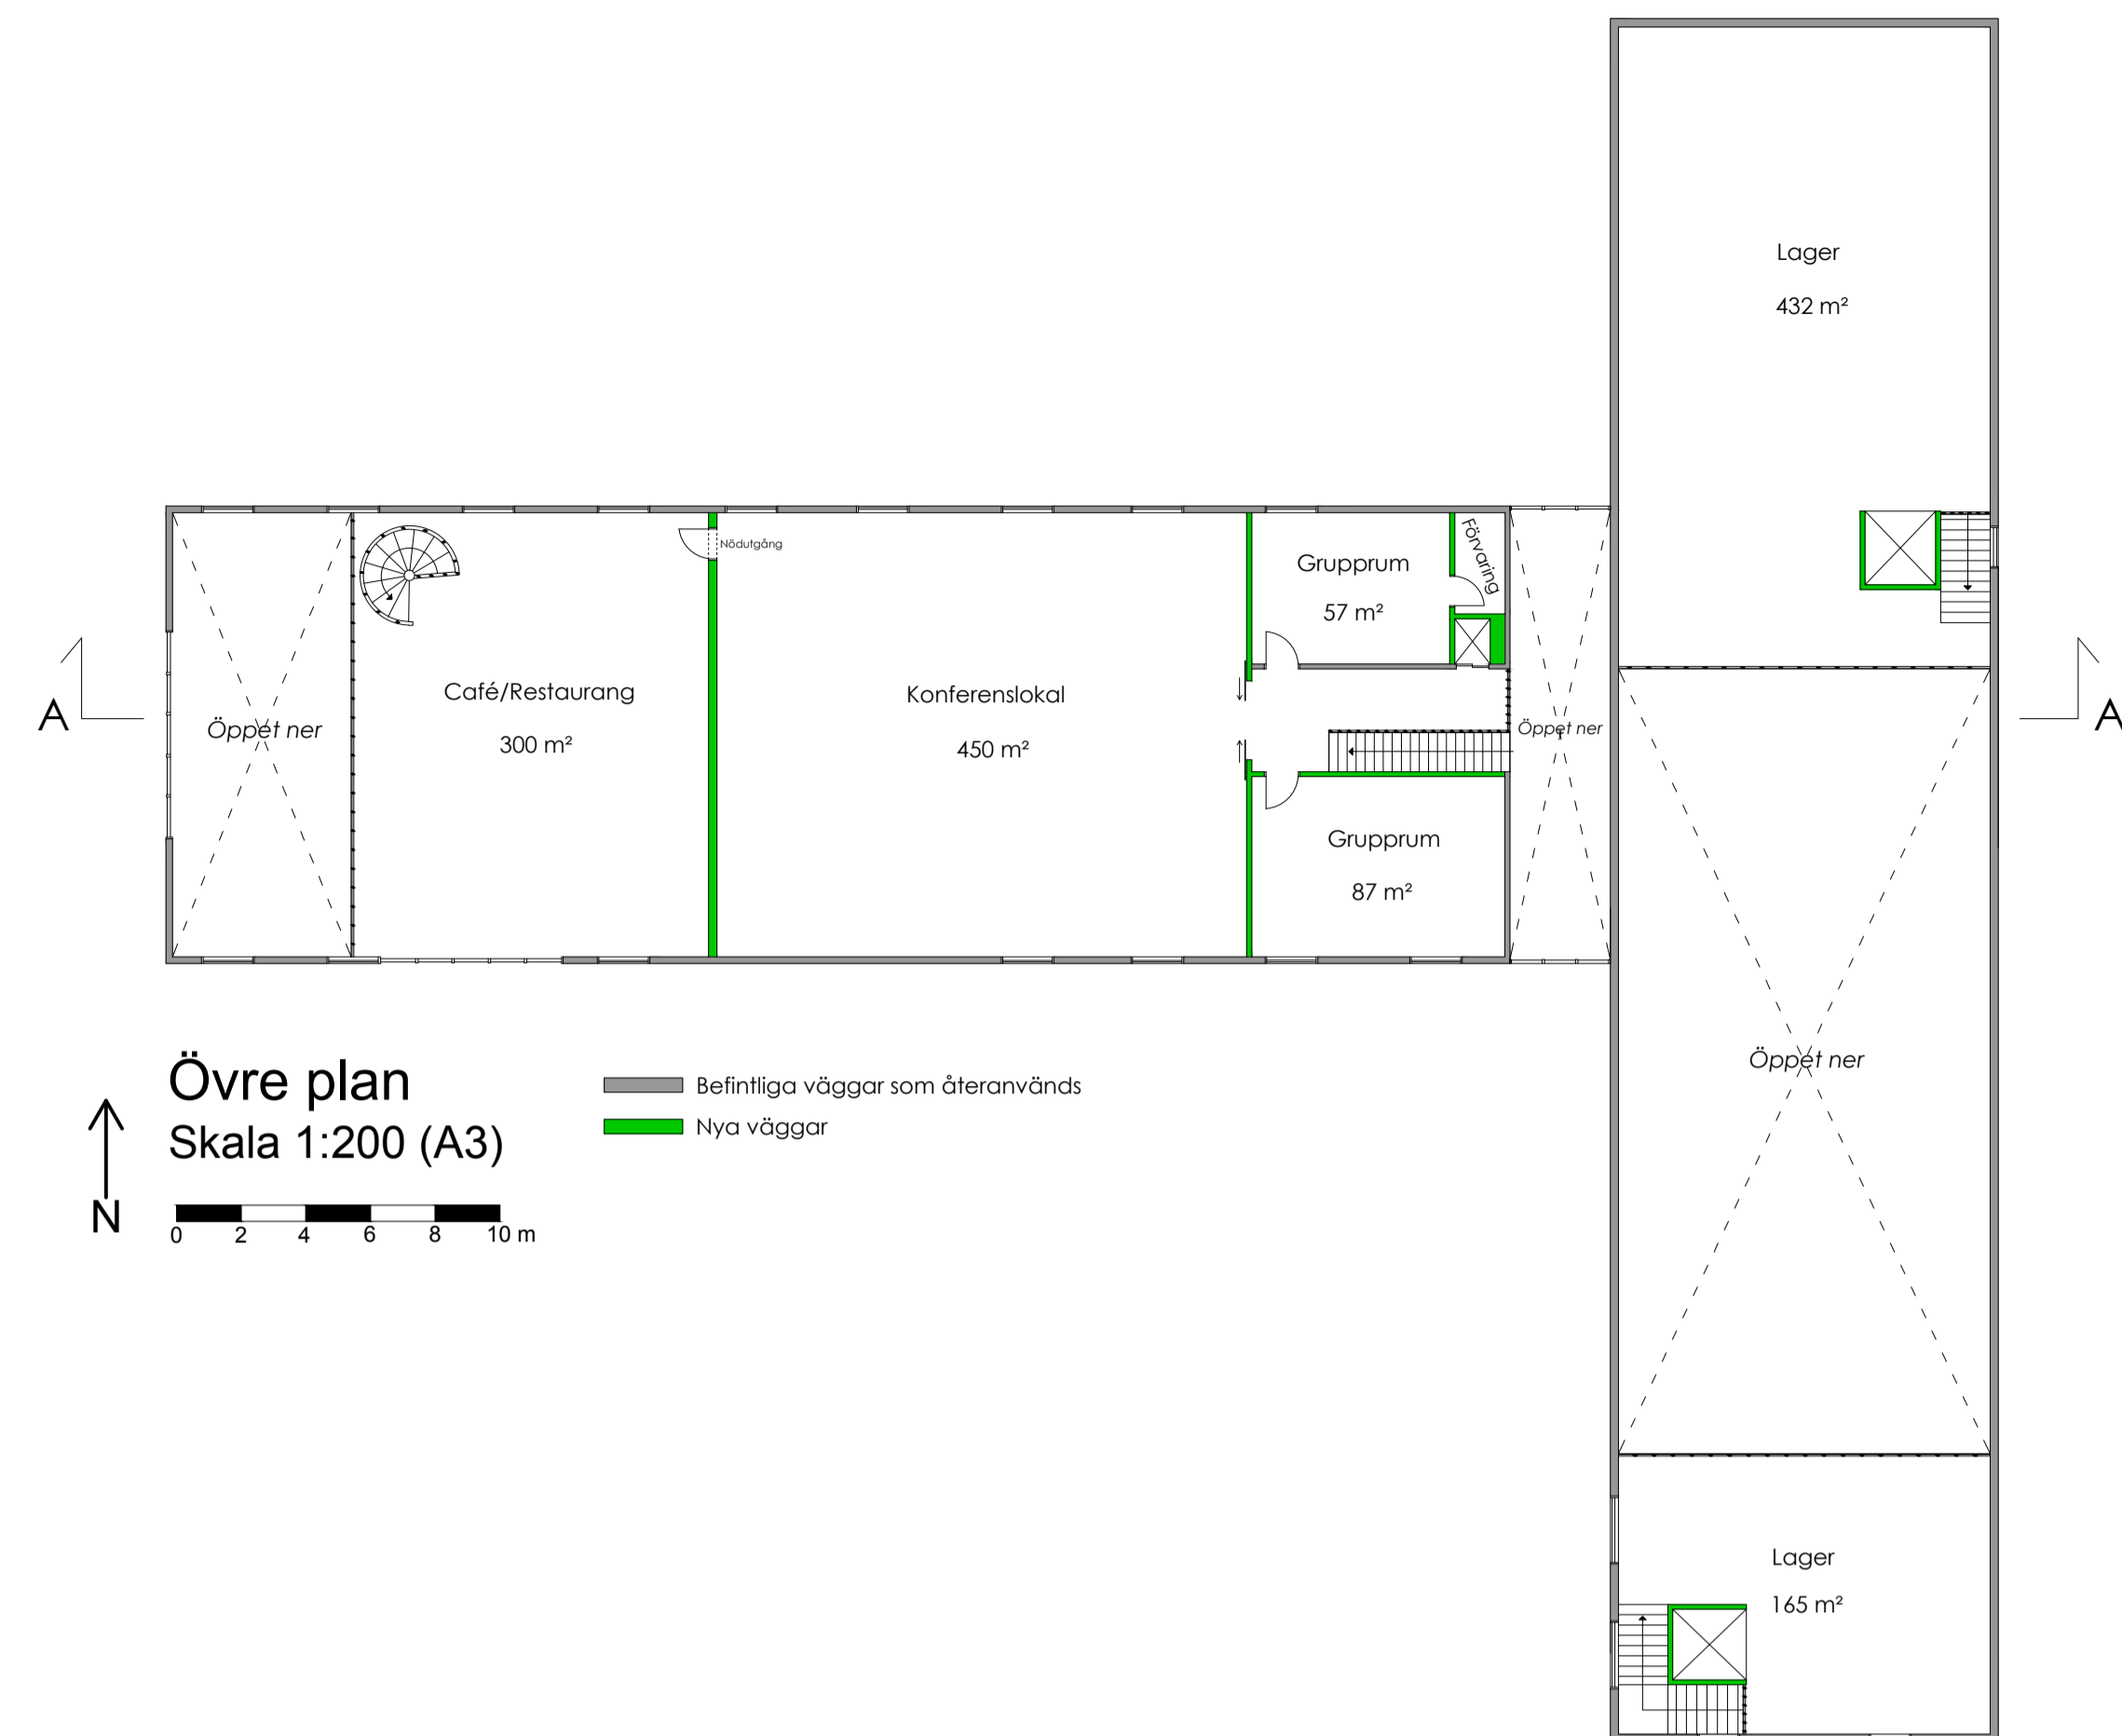 Lager
432 m²
Nödutgång
Förvaring
Grupprum
57 m²
Café/Restaurang
300 m²
Konferenslokal
450 m²
A
Öppet ner
Öppet ner
A
Grupprum
87 m²
Öppet ner
Övre plan
Skala 1:200 (A3)
N
0 2 4 6 8 10 m
Befintliga väggar som återanvänds
Nya väggar
Lager
165 m²